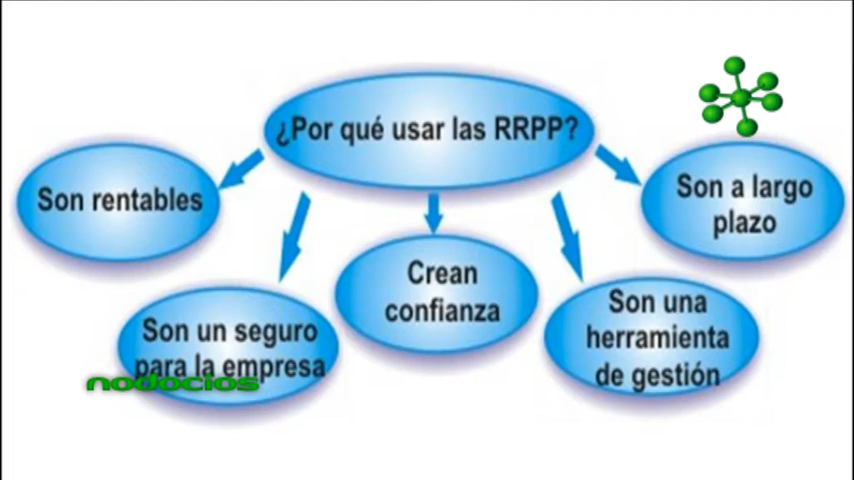 ¿Por qué usar las RRPP?
Son rentables
Son un seguro
para la empresa
Crean
confianza
Son una
herramienta
de gestión
Son a largo
plazo
nodocios